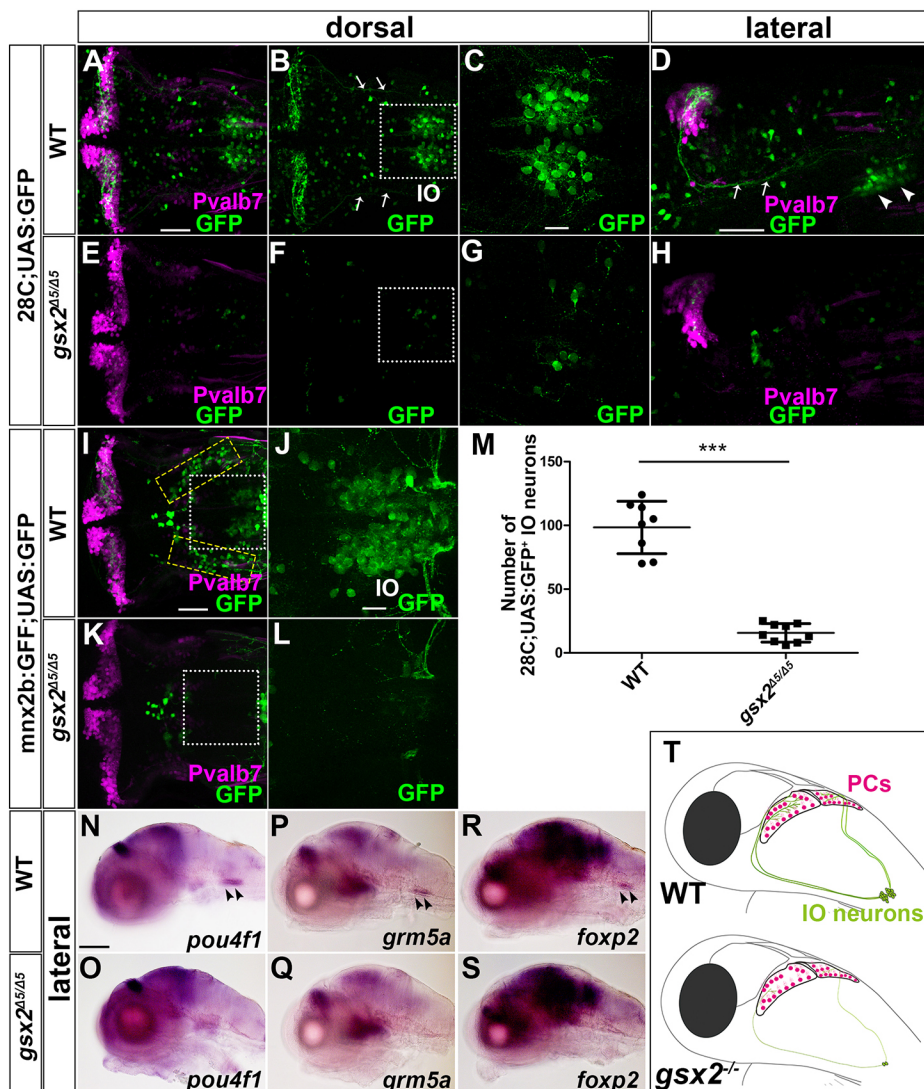 dorsal
lateral
28C;UAS:GFP
WT
A
Pvalb7
GFP
B
IO
GFP
C
D
Pvalb7
GFP
gsx2Δ5/Δ5
E
Pvalb7
GFP
F
GFP
G
GFP
H
Pvalb7
GFP
mnx2b:GFF;UAS:GFP
WT
I
Pvalb7
GFP
J
IO
GFP
gsx2Δ5/Δ5
K
Pvalb7
GFP
L
GFP
M
Number of
28C;UAS:GFP+ IO neurons
150
100
50
0
***
WT
gsx2Δ5/Δ5
lateral
WT
N
pou4f1
P
grm5a
R
foxp2
gsx2Δ5/Δ5
O
pou4f1
Q
grm5a
S
foxp2
T
PCs
WT
IO neurons
gsx2-/-